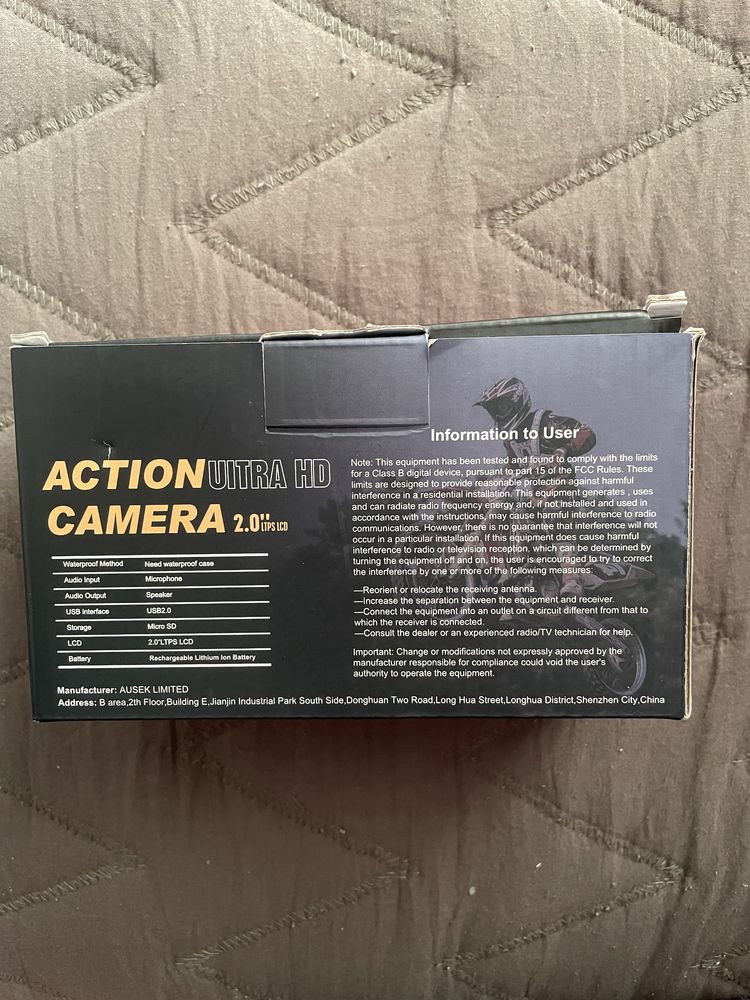 ACTION UITRA HD
CAMERA 2.0" LTPS LCD
Waterproof Method Need waterproof case
Audio Input Microphone
Audio Output Speaker
USB interface USB2.0
Storage Micro SD
LCD 2.0"LTPS LCD
Battery Rechargeable Lithium Ion Battery
Information to User
Note: This equipment has been tested and found to comply with the limits
for a Class B digital device, pursuant to part 15 of the FCC Rules. These
limits are designed to provide reasonable protection against harmful
interference in a residential installation. This equipment generates , uses
and can radiate radio frequency energy and, if not installed and used in
accordance with the instructions, may cause harmful interference to radio
communications. However, there is no guarantee that interference will not
occur in a particular installation. If this equipment does cause harmful
interference to radio or television reception, which can be determined by
turning the equipment off and on, the user is encouraged to try to correct
the interference by one or more of the following measures:
—Reorient or relocate the receiving antenna.
—Increase the separation between the equipment and receiver.
—Connect the equipment into an outlet on a circuit different from that to
which the receiver is connected.
—Consult the dealer or an experienced radio/TV technician for help.
Important: Change or modifications not expressly approved by the
manufacturer responsible for compliance could void the user's
authority to operate the equipment.
Manufacturer: AUSEK LIMITED
Address: B area,2th Floor,Building E,Jianjin Industrial Park South Side,Donghuan Two Road,Long Hua Street,Longhua District,Shenzhen City,China